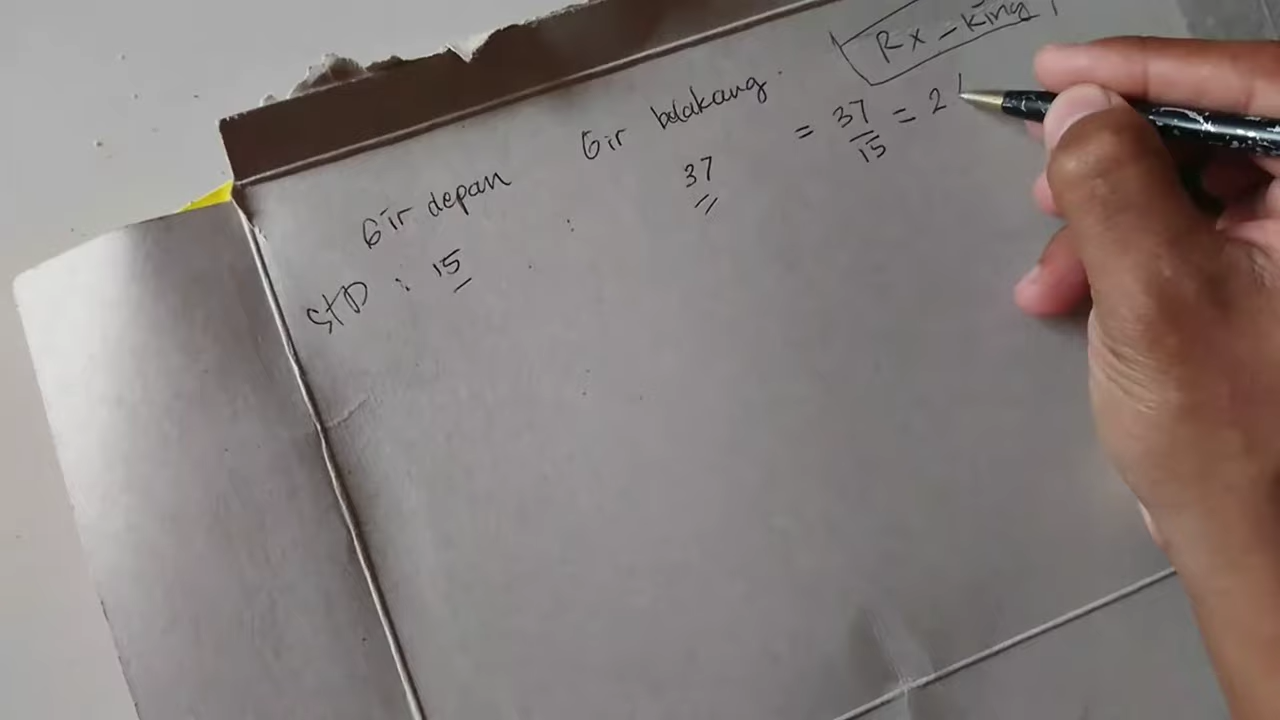 Rx-King
Gir depan Gir belakang.
STD : 15 : 37 = 37/15 = 2,